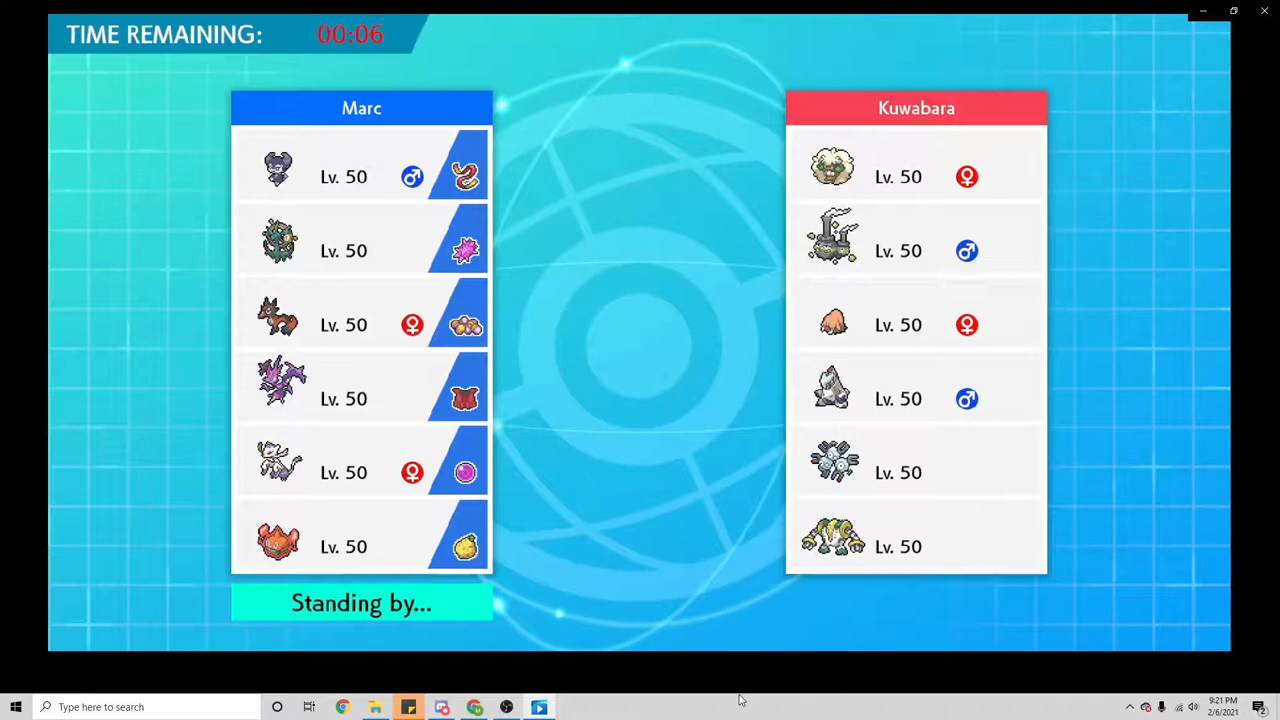 TIME REMAINING: 00:06
Marc
Lv. 50
Lv. 50
Lv. 50
Lv. 50
Lv. 50
Lv. 50
Standing by...
Kuwabara
Lv. 50
Lv. 50
Lv. 50
Lv. 50
Lv. 50
Lv. 50
Type here to search
9:21 PM
2/6/2021
2